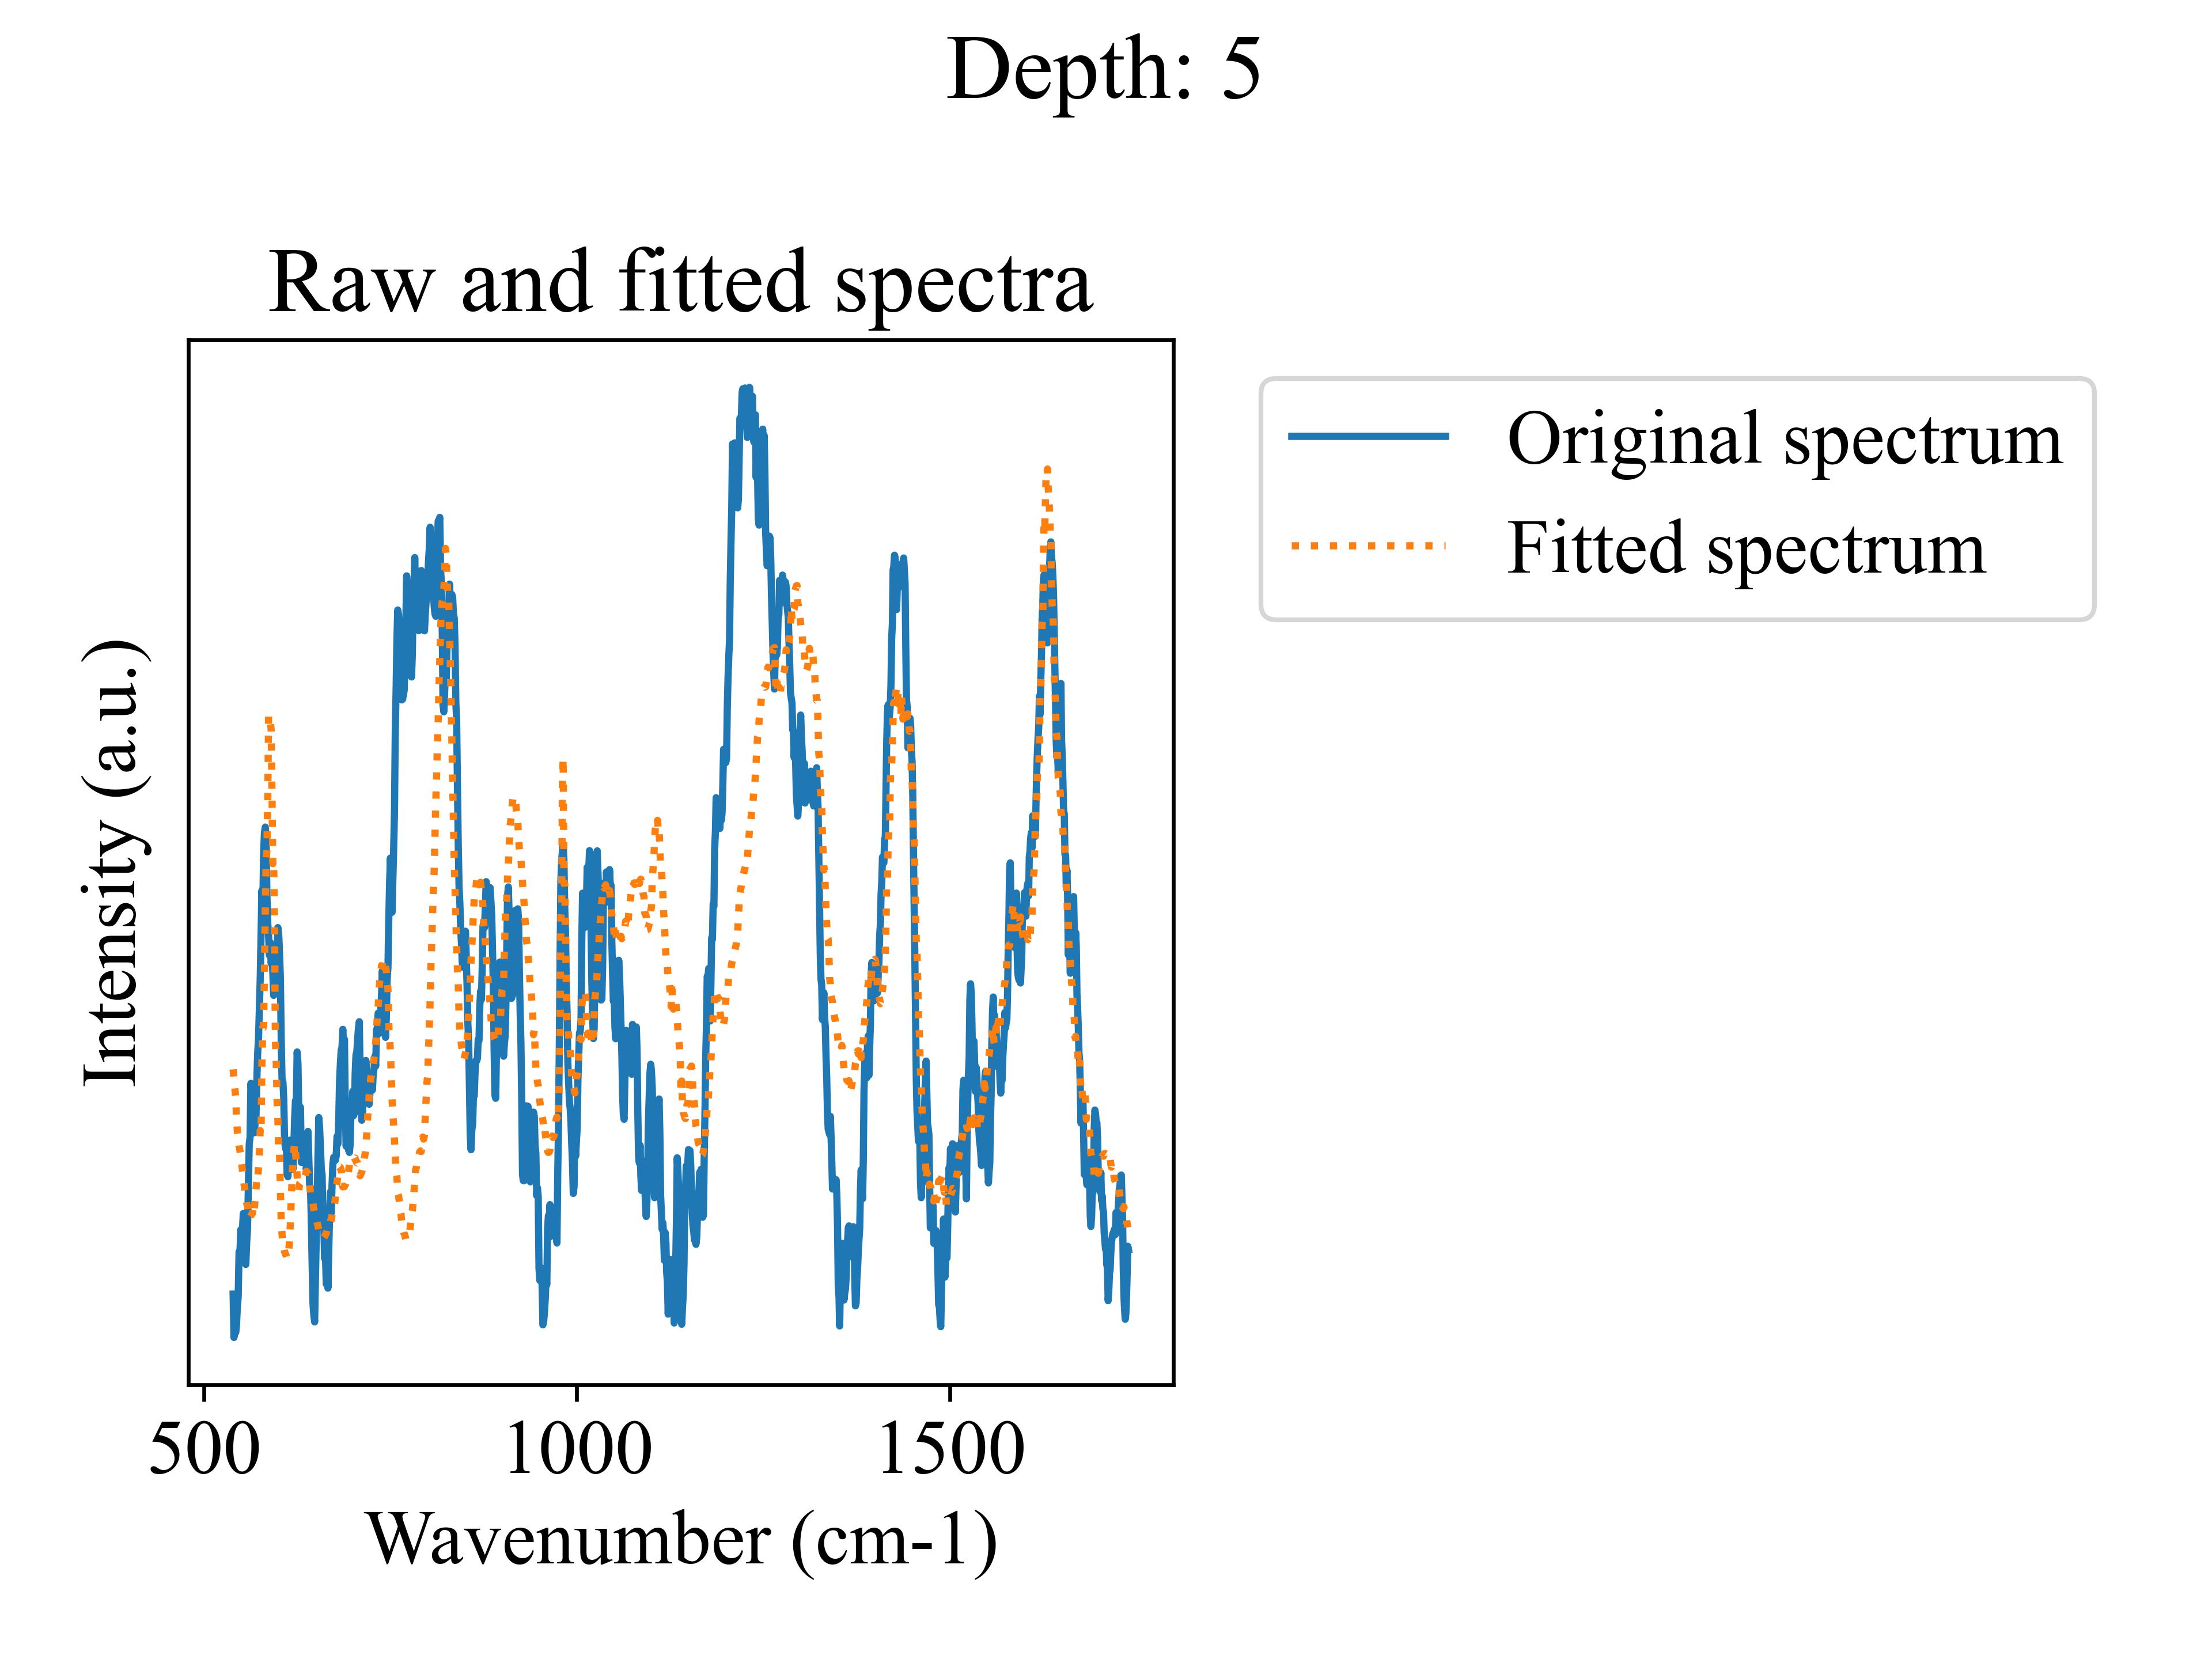 Depth: 5
Raw and fitted spectra
Original spectrum
Fitted spectrum
Intensity (a.u.)
500 1000 1500
Wavenumber (cm-1)